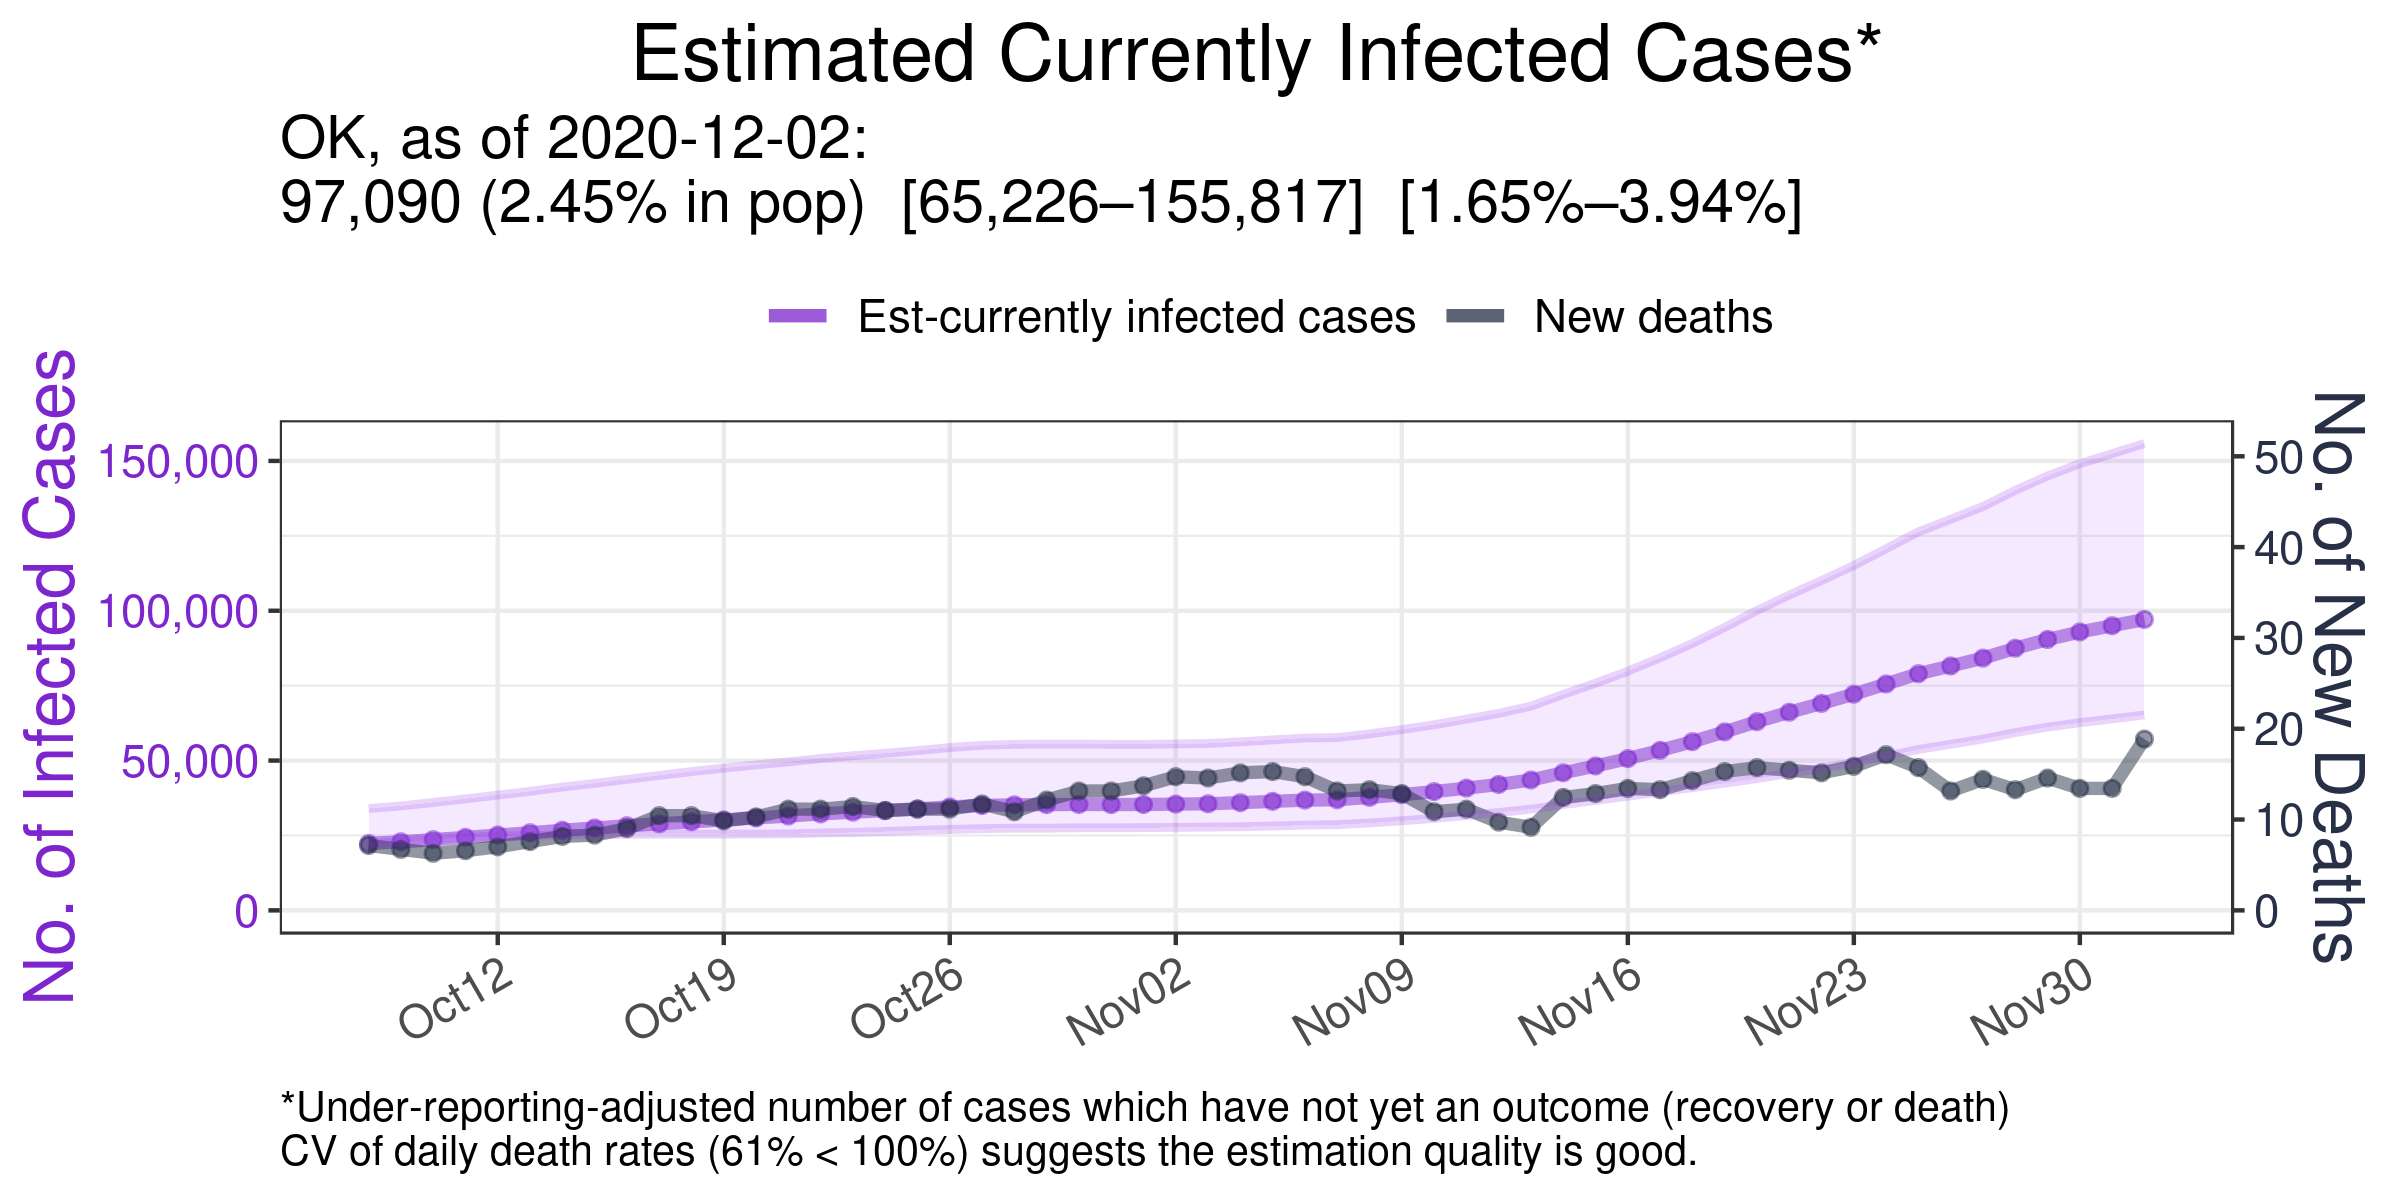 Estimated Currently Infected Cases*
OK, as of 2020-12-02:
97,090 (2.45% in pop)  [65,226–155,817]  [1.65%–3.94%]
Est-currently infected cases
New deaths
No. of Infected Cases
150,000
100,000
50,000
0
50
40
30
20
10
0
No. of New Deaths
Oct12
Oct19
Oct26
Nov02
Nov09
Nov16
Nov23
Nov30
*Under-reporting-adjusted number of cases which have not yet an outcome (recovery or death)
CV of daily death rates (61% < 100%) suggests the estimation quality is good.